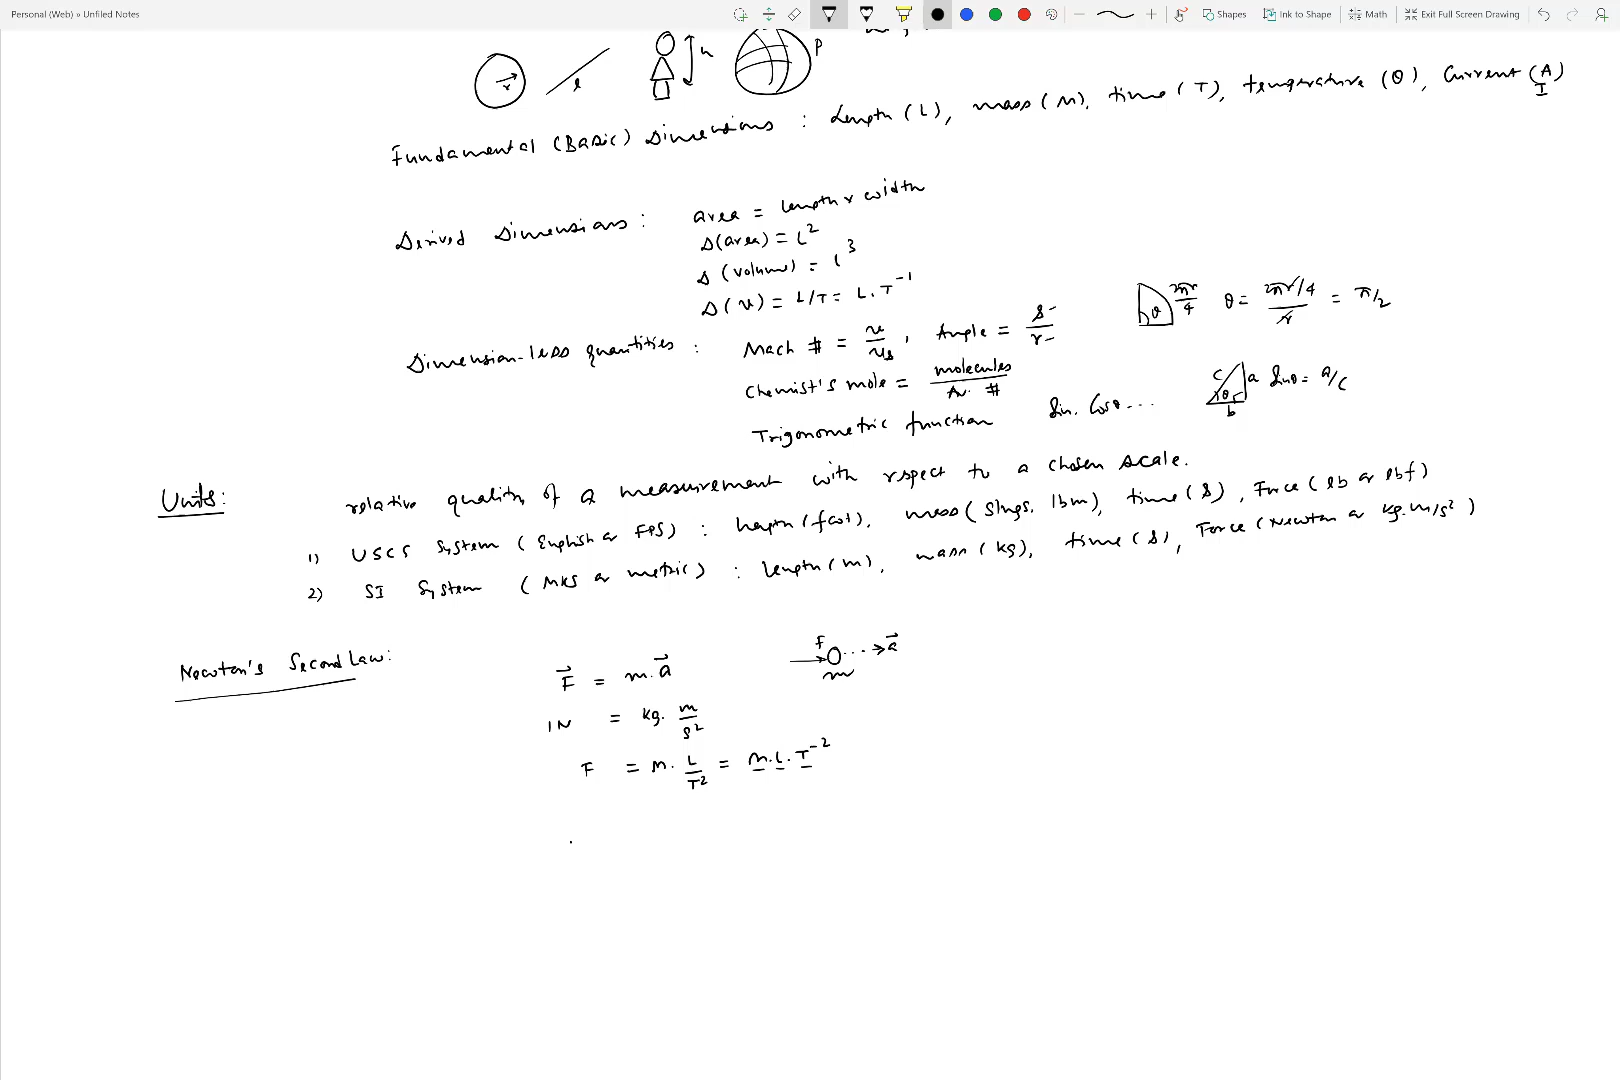 Personal (Web) » Unfiled Notes
Shapes Ink to Shape Math Exit Full Screen Drawing
r l h P
Fundamental (Basic) Dimensions : Length (L), mass (M), time (T), temperature (θ), Current (A)
I
Derived Dimensions : area = length x width
D(area) = L²
D(volume) = L³
D(v) = L/T = L.T⁻¹
Dimension-less quantities : Mach # = v/vs, Angle = s/r
θ 2πr/4 θ = 2πr/4 / r = π/2
Chemist's mole = molecules / Av. #
Trigonometric function Sin, Cosθ...
c a θ b Sinθ = a/c
Units: relative quality of a measurement with rspect to a chosen scale.
1) USCS System (English or FPS) : length (foot), mass (Slugs, lbm), time (s), Force (lb or lbf)
2) SI System (MKS or metric) : length (m), mass (kg), time (s), Force (Newton or kg.m/s²)
Newton's Second Law: F = m.a
F m a
1N = kg. m/s²
F = M. L/T² = M.L.T⁻²